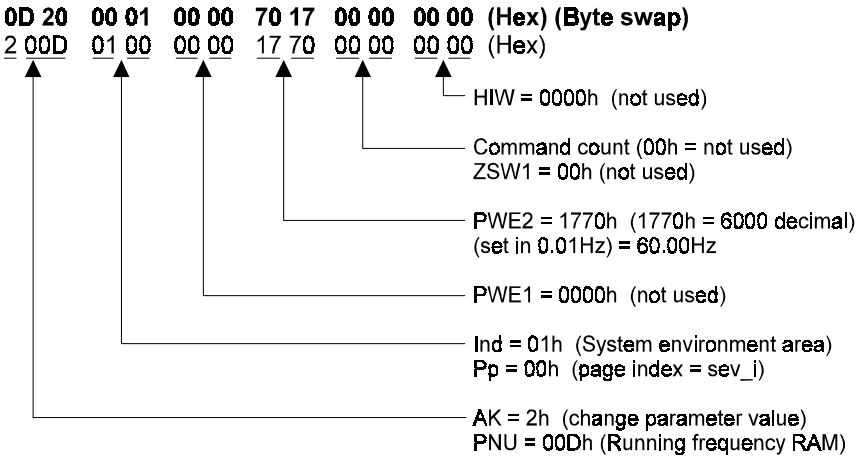 0D 20 00 01 00 00 70 17 00 00 00 00 (Hex) (Byte swap)
2 00D 01 00 00 00 17 70 00 00 00 00 (Hex)
HIW = 0000h (not used)
Command count (00h = not used)
ZSW1 = 00h (not used)
PWE2 = 1770h (1770h = 6000 decimal)
(set in 0.01Hz) = 60.00Hz
PWE1 = 0000h (not used)
Ind = 01h (System environment area)
Pp = 00h (page index = sev_i)
AK = 2h (change parameter value)
PNU = 00Dh (Running frequency RAM)